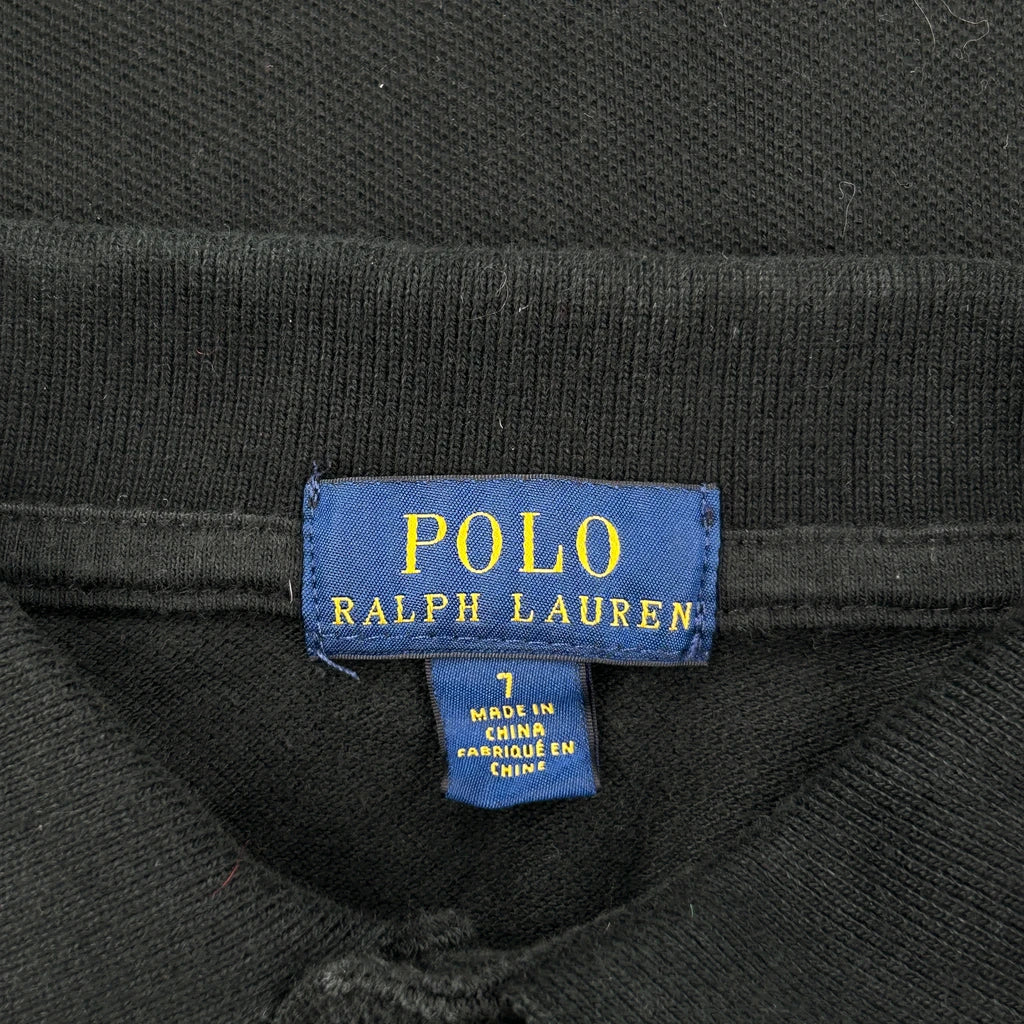 POLO
RALPH LAUREN
7
MADE IN
CHINA
FABRIQUÉ EN
CHINE